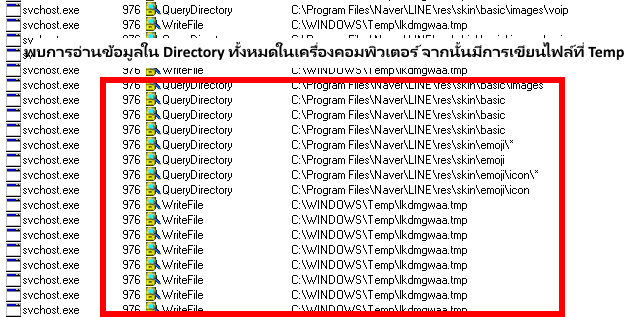 svchost.exe 976 QueryDirectory C:\Program Files\Naver\LINE\res\skin\basic\images\voip
svchost.exe 976 WriteFile C:\WINDOWS\Temp\lkdmgwaa.tmp
พบการอ่านข้อมูลใน Directory ทั้งหมดในเครื่องคอมพิวเตอร์ จากนั้นมีการเขียนไฟล์ที่ Temp
svchost.exe 976 WriteFile C:\WINDOWS\Temp\lkdmgwaa.tmp
svchost.exe 976 QueryDirectory C:\Program Files\Naver\LINE\res\skin\basic\images
svchost.exe 976 QueryDirectory C:\Program Files\Naver\LINE\res\skin\basic
svchost.exe 976 QueryDirectory C:\Program Files\Naver\LINE\res\skin\basic
svchost.exe 976 QueryDirectory C:\Program Files\Naver\LINE\res\skin\basic
svchost.exe 976 QueryDirectory C:\Program Files\Naver\LINE\res\skin\emoji\*
svchost.exe 976 QueryDirectory C:\Program Files\Naver\LINE\res\skin\emoji
svchost.exe 976 QueryDirectory C:\Program Files\Naver\LINE\res\skin\emoji\icon\*
svchost.exe 976 QueryDirectory C:\Program Files\Naver\LINE\res\skin\emoji\icon
svchost.exe 976 WriteFile C:\WINDOWS\Temp\lkdmgwaa.tmp
svchost.exe 976 WriteFile C:\WINDOWS\Temp\lkdmgwaa.tmp
svchost.exe 976 WriteFile C:\WINDOWS\Temp\lkdmgwaa.tmp
svchost.exe 976 WriteFile C:\WINDOWS\Temp\lkdmgwaa.tmp
svchost.exe 976 WriteFile C:\WINDOWS\Temp\lkdmgwaa.tmp
svchost.exe 976 WriteFile C:\WINDOWS\Temp\lkdmgwaa.tmp
svchost.exe 976 WriteFile C:\WINDOWS\Temp\lkdmgwaa.tmp
svchost.exe 976 WriteFile C:\WINDOWS\Temp\lkdmgwaa.tmp